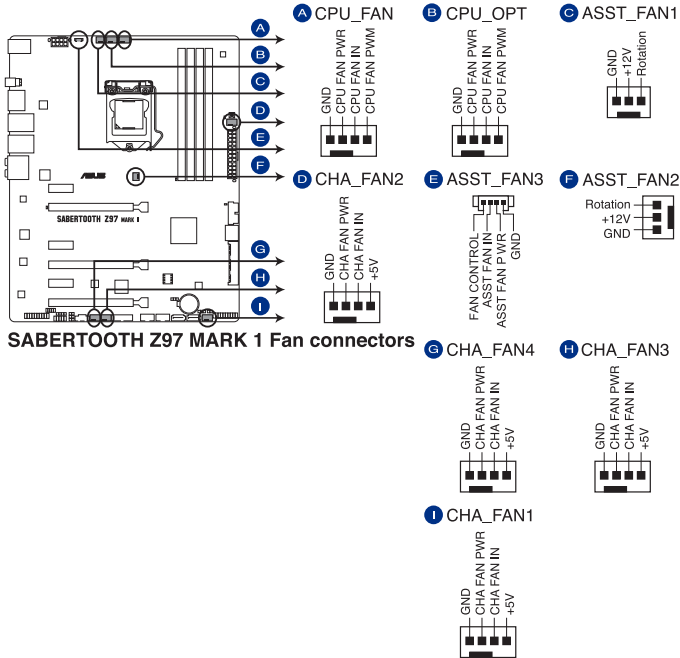 A CPU_FAN
GND
CPU FAN PWR
CPU FAN IN
CPU FAN PWM
B CPU_OPT
GND
CPU FAN PWR
CPU FAN IN
CPU FAN PWM
C ASST_FAN1
GND
+12V
Rotation
A
B
C
D
E
F
G
H
I
ASUS
SABERTOOTH Z97 MARK 1
D CHA_FAN2
GND
CHA FAN PWR
CHA FAN IN
+5V
E ASST_FAN3
FAN CONTROL
ASST FAN IN
ASST FAN PWR
GND
F ASST_FAN2
Rotation
+12V
GND
SABERTOOTH Z97 MARK 1 Fan connectors
G CHA_FAN4
GND
CHA FAN PWR
CHA FAN IN
+5V
H CHA_FAN3
GND
CHA FAN PWR
CHA FAN IN
+5V
I CHA_FAN1
GND
CHA FAN PWR
CHA FAN IN
+5V